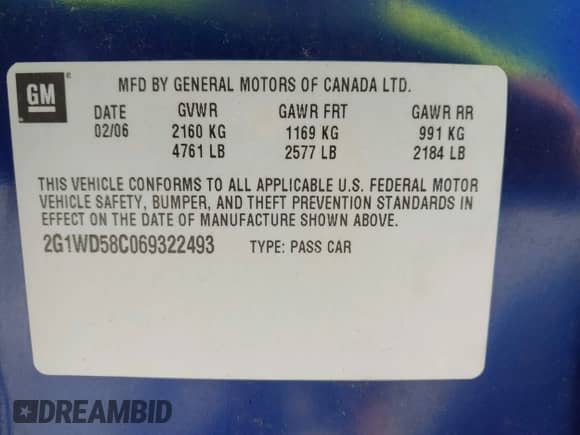 GM
MFD BY GENERAL MOTORS OF CANADA LTD.
DATE GVWR GAWR FRT GAWR RR
02/06 2160 KG 1169 KG 991 KG
4761 LB 2577 LB 2184 LB
THIS VEHICLE CONFORMS TO ALL APPLICABLE U.S. FEDERAL MOTOR
VEHICLE SAFETY, BUMPER, AND THEFT PREVENTION STANDARDS IN
EFFECT ON THE DATE OF MANUFACTURE SHOWN ABOVE.
2G1WD58C069322493 TYPE: PASS CAR
DREAMBID